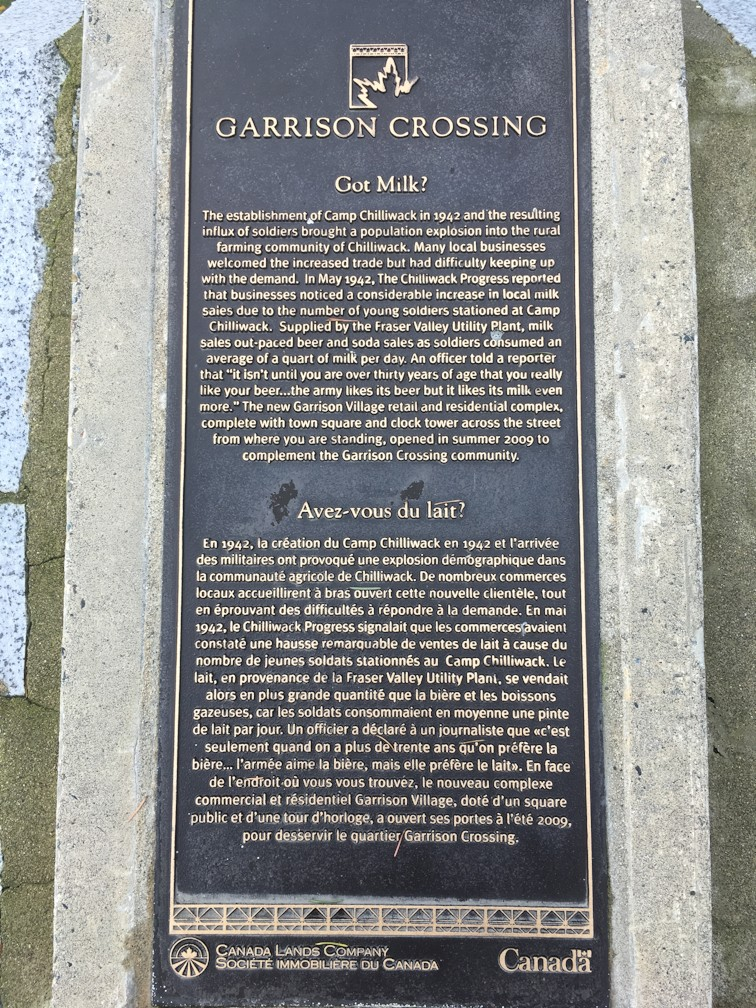 GARRISON CROSSING
Got Milk?
The establishment of Camp Chilliwack in 1942 and the resulting
influx of soldiers brought a population explosion into the rural
farming community of Chilliwack. Many local businesses
welcomed the increased trade but had difficulty keeping up
with the demand. In May 1942, The Chilliwack Progress reported
that businesses noticed a considerable increase in local milk
sales due to the number of young soldiers stationed at Camp
Chilliwack. Supplied by the Fraser Valley Utility Plant, milk
sales out-paced beer and soda sales as soldiers consumed an
average of a quart of milk per day. An officer told a reporter
that “it isn't until you are over thirty years of age that you really
like your beer...the army likes its beer but it likes its milk even
more.” The new Garrison Village retail and residential complex,
complete with town square and clock tower across the street
from where you are standing, opened in summer 2009 to
complement the Garrison Crossing community.
Avez-vous du lait?
En 1942, la création du Camp Chilliwack en 1942 et l'arrivée
des militaires ont provoqué une explosion démographique dans
la communauté agricole de Chilliwack. De nombreux commerces
locaux accueillirent à bras ouvert cette nouvelle clientèle, tout
en éprouvant des difficultés à répondre à la demande. En mai
1942, le Chilliwack Progress signalait que les commerces avaient
constaté une hausse remarquable de ventes de lait à cause du
nombre de jeunes soldats stationnés au Camp Chilliwack. Le
lait, en provenance de la Fraser Valley Utility Plant, se vendait
alors en plus grande quantité que la bière et les boissons
gazeuses, car les soldats consommaient en moyenne une pinte
de lait par jour. Un officier a déclaré à un journaliste que «c'est
seulement quand on a plus de trente ans qu'on préfère la
bière... l'armée aime la bière, mais elle préfère le lait». En face
de l'endroit où vous vous trouvez, le nouveau complexe
commercial et résidentiel Garrison Village, doté d'un square
public et d'une tour d'horloge, a ouvert ses portes à l'été 2009,
pour desservir le quartier Garrison Crossing.
CANADA LANDS COMPANY
SOCIÉTÉ IMMOBILIÈRE DU CANADA
Canada